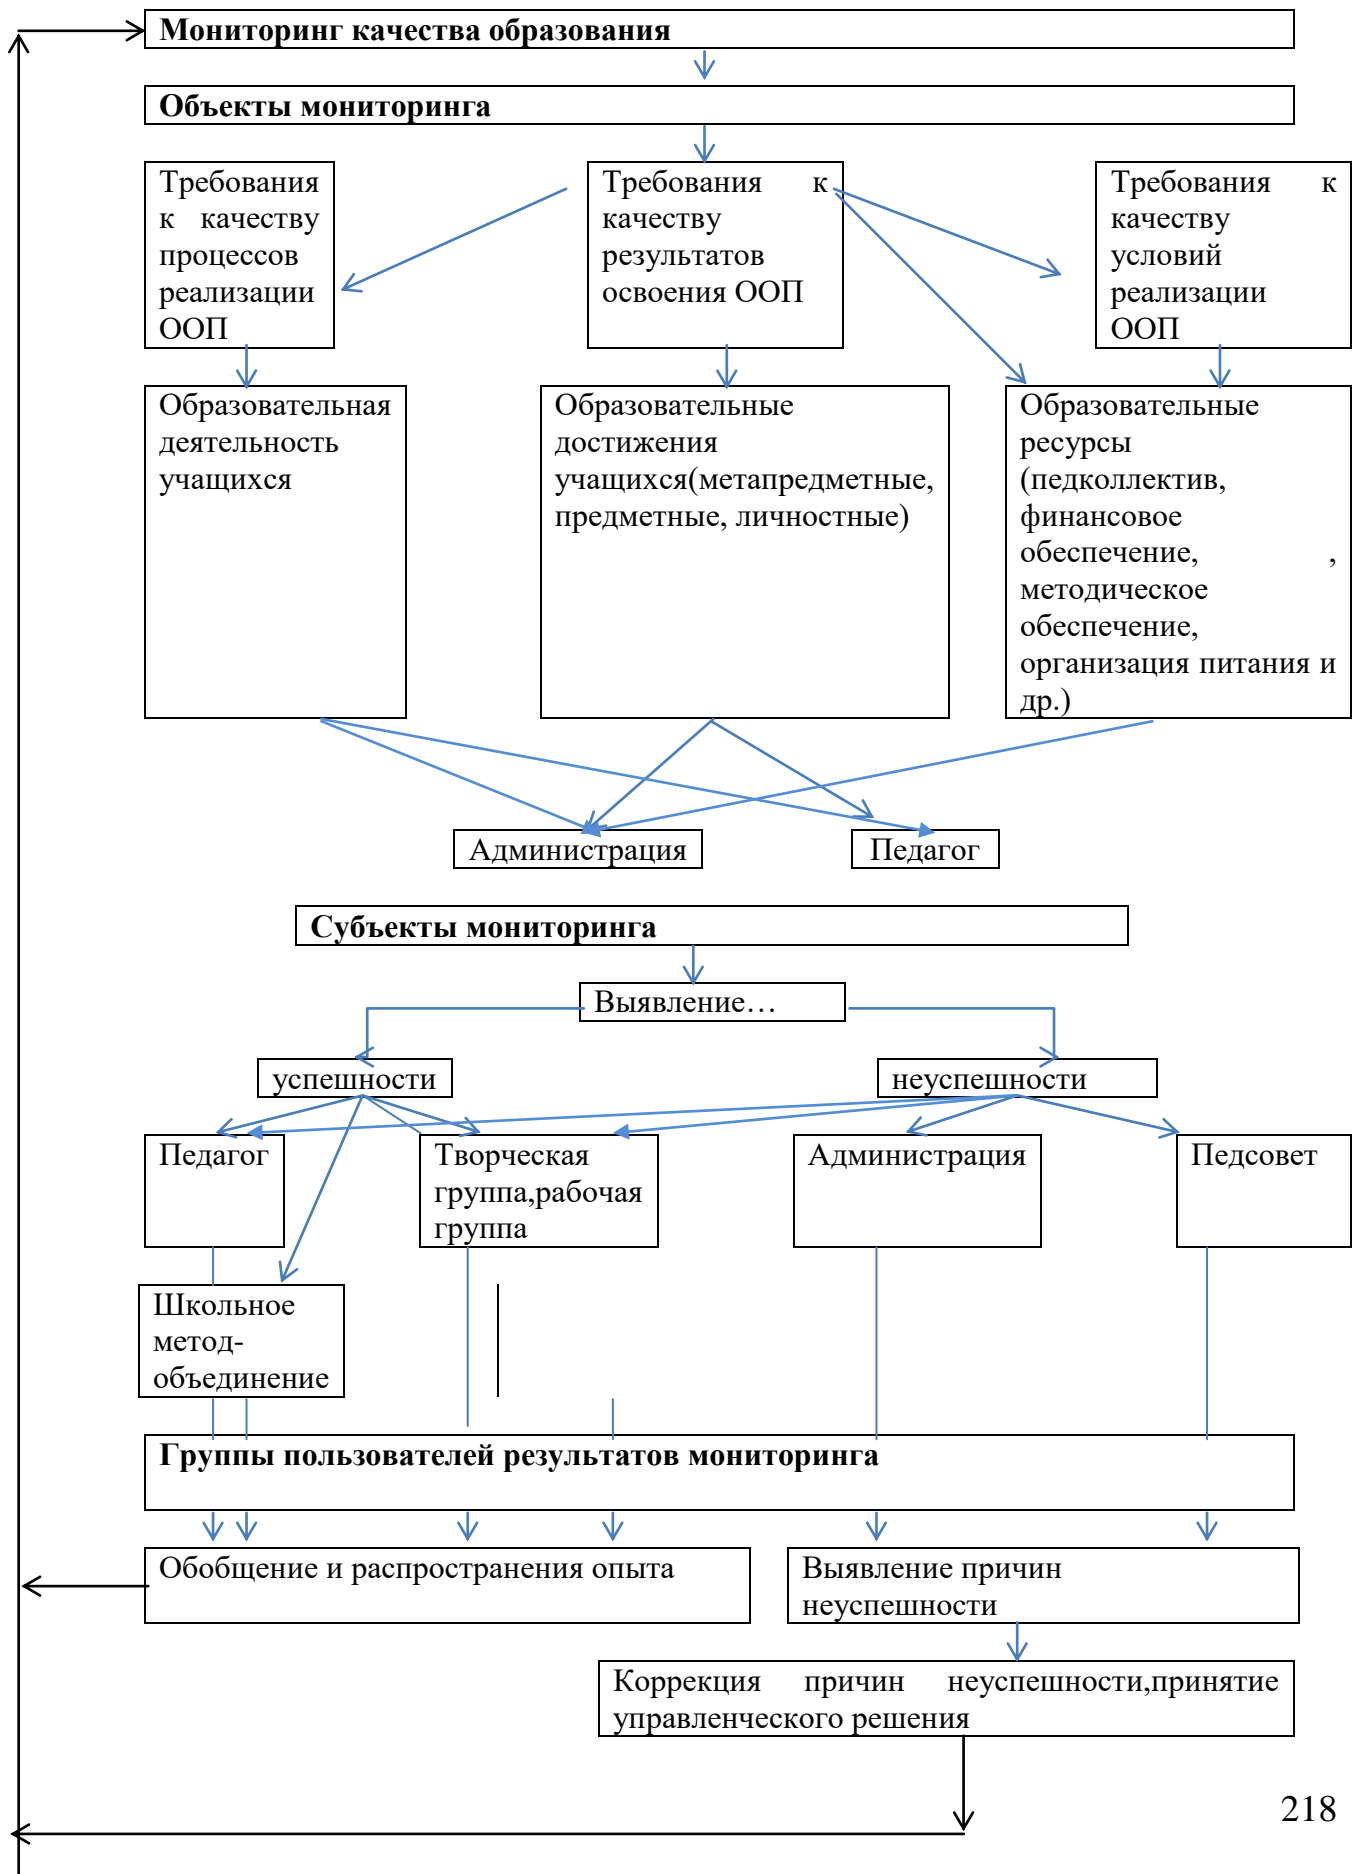 Мониторинг качества образования
Объекты мониторинга
Требования
к качеству
процессов
реализации
ООП
Требования к
качеству
результатов
освоения ООП
Требования к
качеству
условий
реализации
ООП
Образовательная
деятельность
учащихся
Образовательные
достижения
учащихся(метапредметные,
предметные, личностные)
Образовательные
ресурсы
(педколлектив,
финансовое
обеспечение, ,
методическое
обеспечение,
организация питания и
др.)
Администрация
Педагог
Субъекты мониторинга
Выявление…
успешности
неуспешности
Педагог
Творческая
группа,рабочая
группа
Администрация
Педсовет
Школьное
метод-
объединение
Группы пользователей результатов мониторинга
Обобщение и распространения опыта
Выявление причин
неуспешности
Коррекция причин неуспешности,принятие
управленческого решения
218